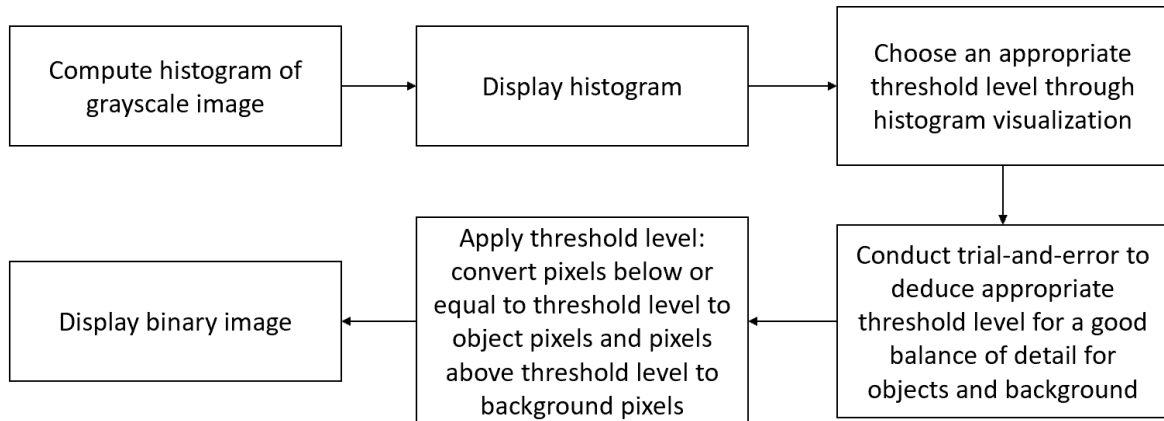 Compute histogram of
grayscale image
Display histogram
Choose an appropriate
threshold level through
histogram visualization
Conduct trial-and-error to
deduce appropriate
threshold level for a good
balance of detail for
objects and background
Apply threshold level:
convert pixels below or
equal to threshold level to
object pixels and pixels
above threshold level to
background pixels
Display binary image